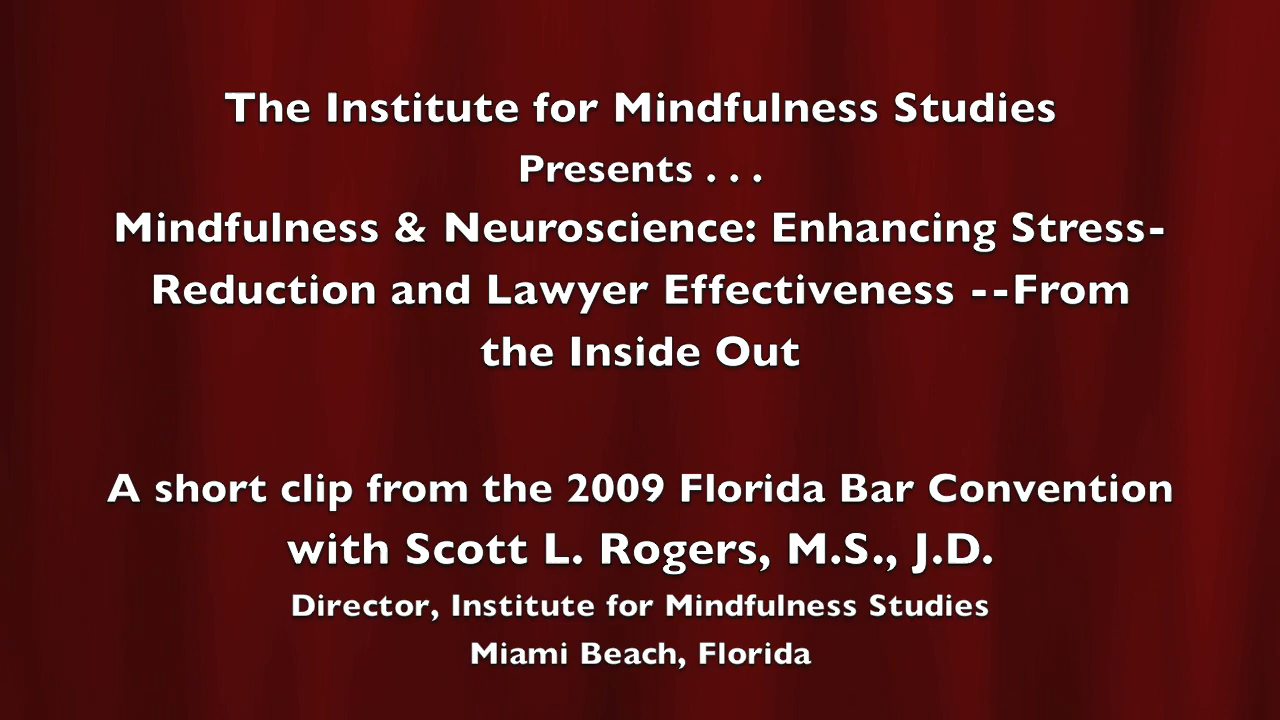 The Institute for Mindfulness Studies
Presents . . .
Mindfulness & Neuroscience: Enhancing Stress-
Reduction and Lawyer Effectiveness --From
the Inside Out
A short clip from the 2009 Florida Bar Convention
with Scott L. Rogers, M.S., J.D.
Director, Institute for Mindfulness Studies
Miami Beach, Florida